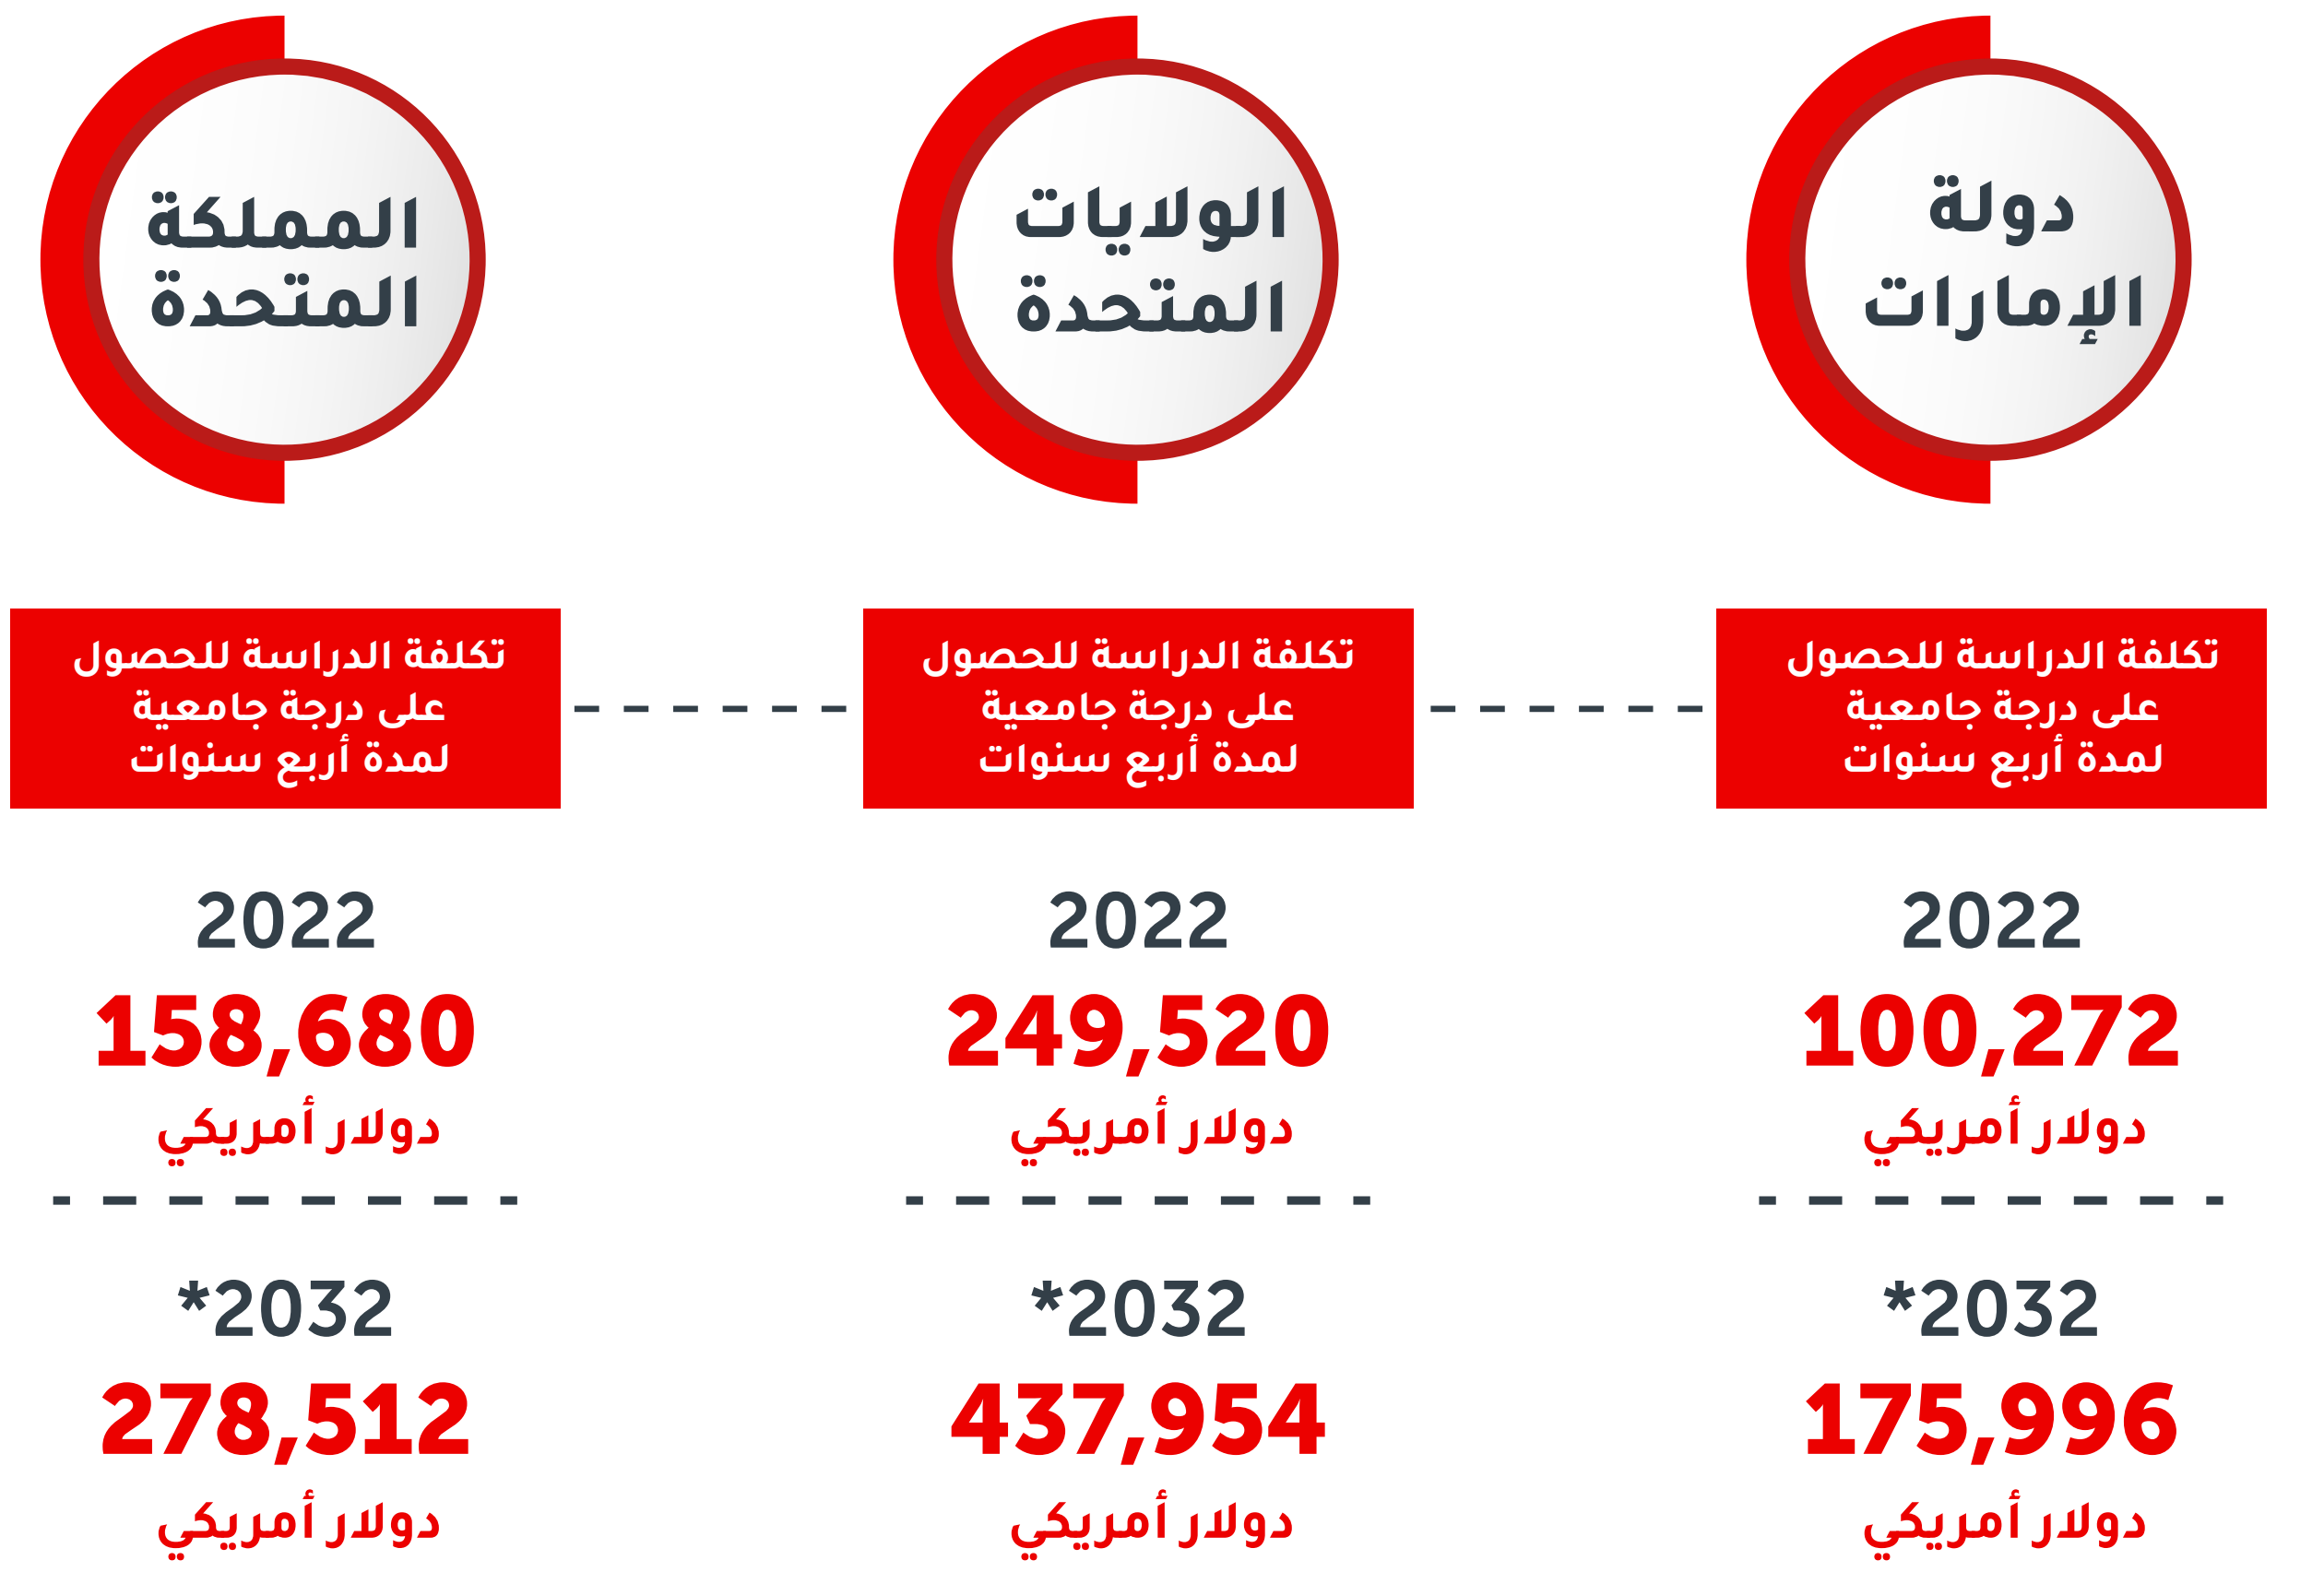 دولة
الإمارات
تكلفة الدراسة للحصول
على درجة جامعية
لمدة أربع سنوات
2022
100,272
دولار أمريكي
*2032
175,996
دولار أمريكي
الولايات
المتحدة
تكلفة الدراسة للحصول
على درجة جامعية
لمدة أربع سنوات
2022
249,520
دولار أمريكي
*2032
437,954
دولار أمريكي
المملكة
المتحدة
تكلفة الدراسة للحصول
على درجة جامعية
لمدة أربع سنوات
2022
158,680
دولار أمريكي
*2032
278,512
دولار أمريكي